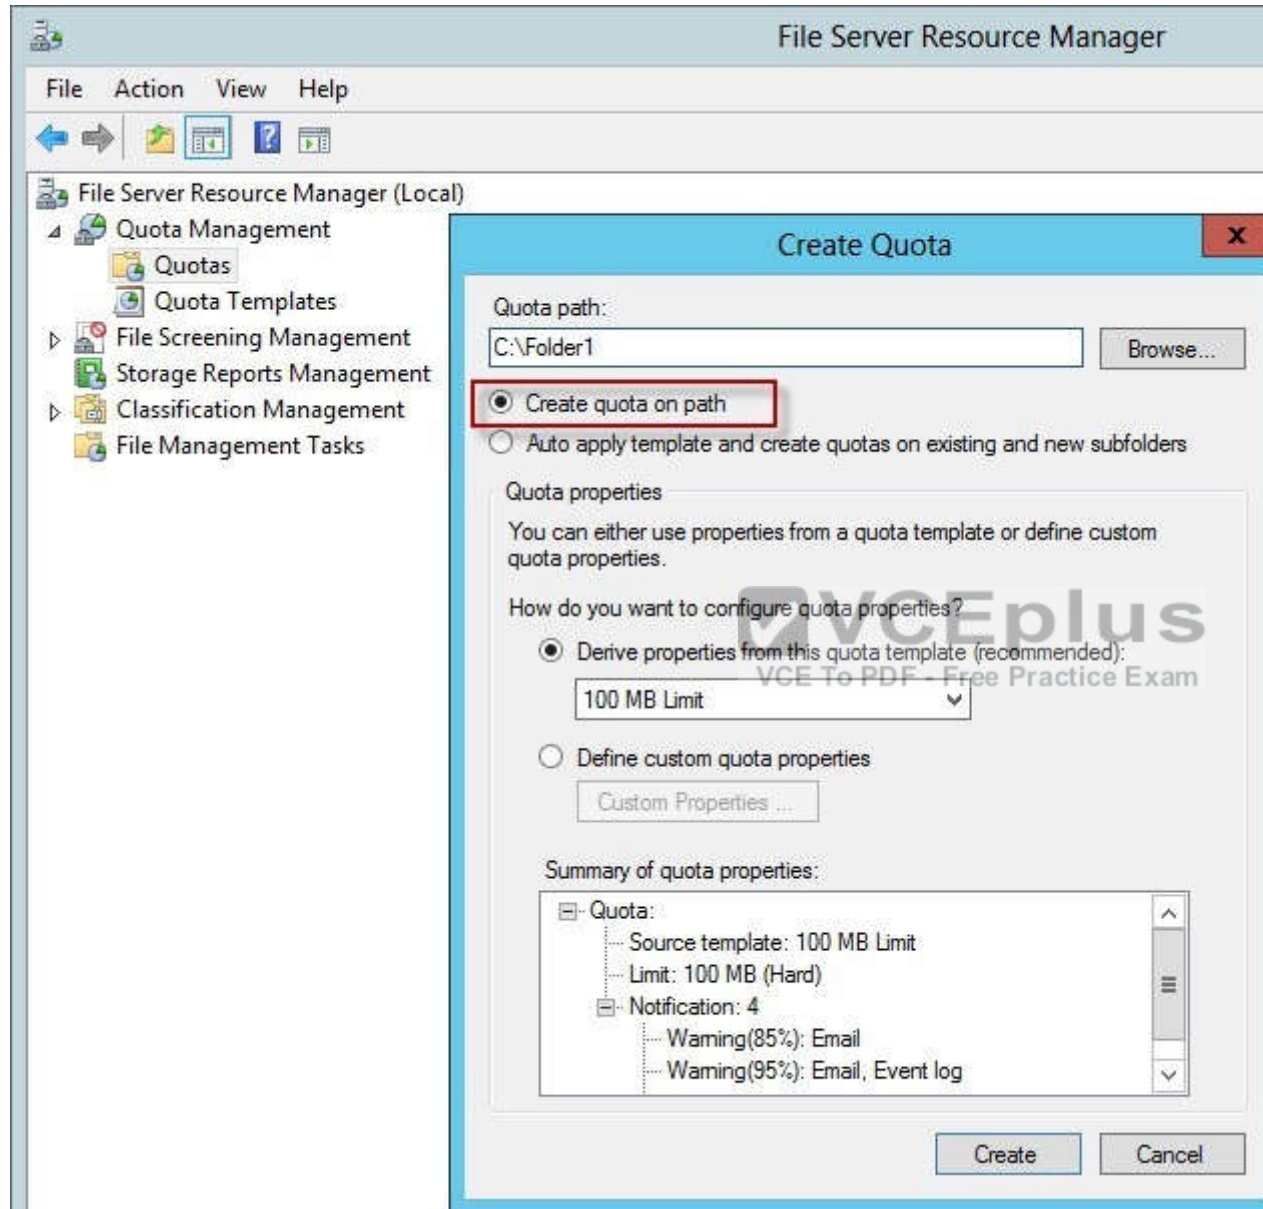 File Server Resource Manager
File Action View Help
File Server Resource Manager (Local)
Quota Management
Quotas
Quota Templates
File Screening Management
Storage Reports Management
Classification Management
File Management Tasks
Create Quota
X
Quota path:
C:\Folder1
Browse...
Create quota on path
Auto apply template and create quotas on existing and new subfolders
Quota properties
You can either use properties from a quota template or define custom
quota properties.
How do you want to configure quota properties?
VCEplus
Derive properties from this quota template (recommended):
VCE To PDF - Free Practice Exam
100 MB Limit
Define custom quota properties
Custom Properties ...
Summary of quota properties:
Quota:
Source template: 100 MB Limit
Limit: 100 MB (Hard)
Notification: 4
Warning(85%): Email
Warning(95%): Email, Event log
Create
Cancel